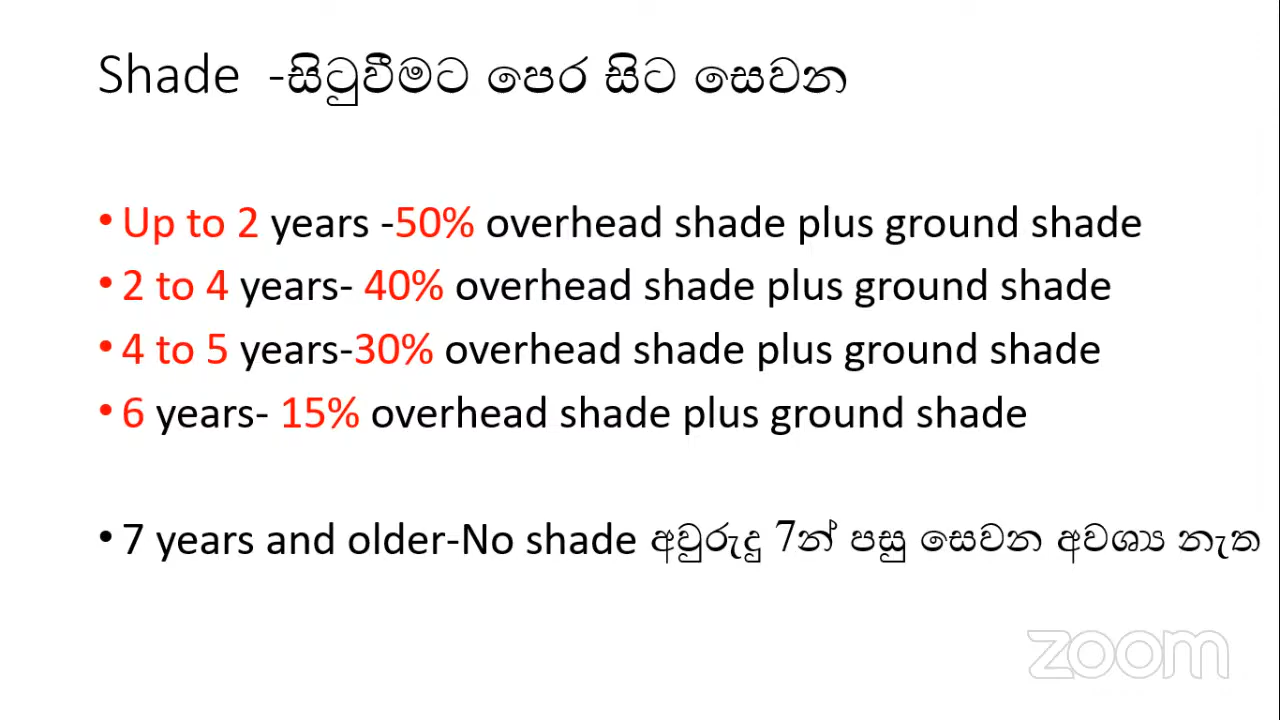 Shade -සිටුවීමට පෙර සිට සෙවන
• Up to 2 years -50% overhead shade plus ground shade
• 2 to 4 years- 40% overhead shade plus ground shade
• 4 to 5 years-30% overhead shade plus ground shade
• 6 years- 15% overhead shade plus ground shade
• 7 years and older-No shade අවුරුදු 7න් පසු සෙවන අවශ්‍ය නැත
zoom